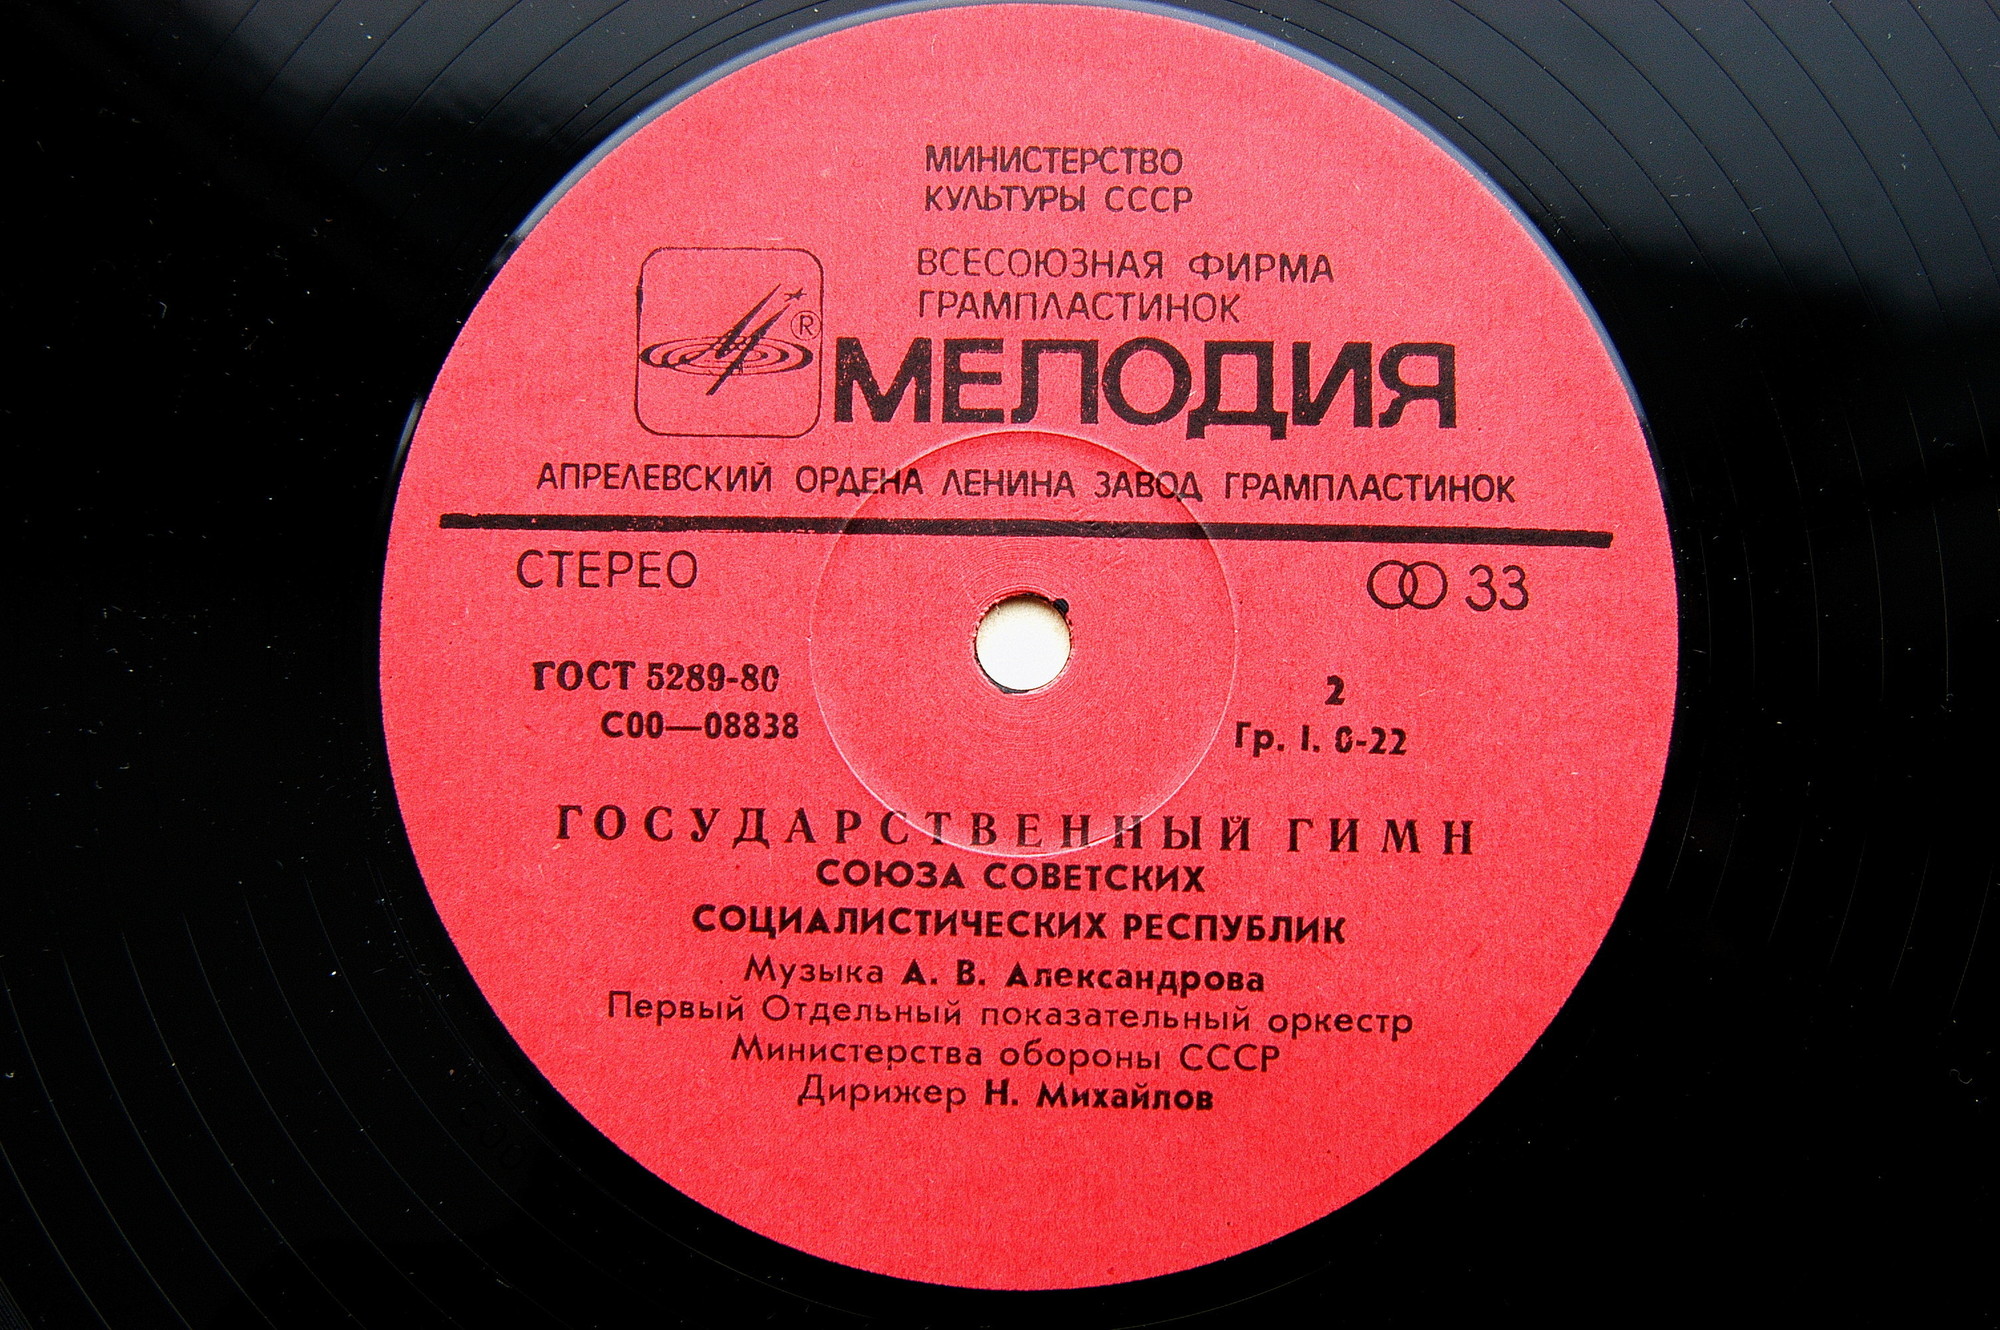 МИНИСТЕРСТВО
КУЛЬТУРЫ СССР
ВСЕСОЮЗНАЯ ФИРМА
ГРАМПЛАСТИНОК
® МЕЛОДИЯ
АПРЕЛЕВСКИЙ ОРДЕНА ЛЕНИНА ЗАВОД ГРАМПЛАСТИНОК
СТЕРЕО 33
ГОСТ 5289-80 2
С00—08838 Гр. I. 0-22
ГОСУДАРСТВЕННЫЙ ГИМН
СОЮЗА СОВЕТСКИХ
СОЦИАЛИСТИЧЕСКИХ РЕСПУБЛИК
Музыка А. В. Александрова
Первый Отдельный показательный оркестр
Министерства обороны СССР
Дирижер Н. Михайлов